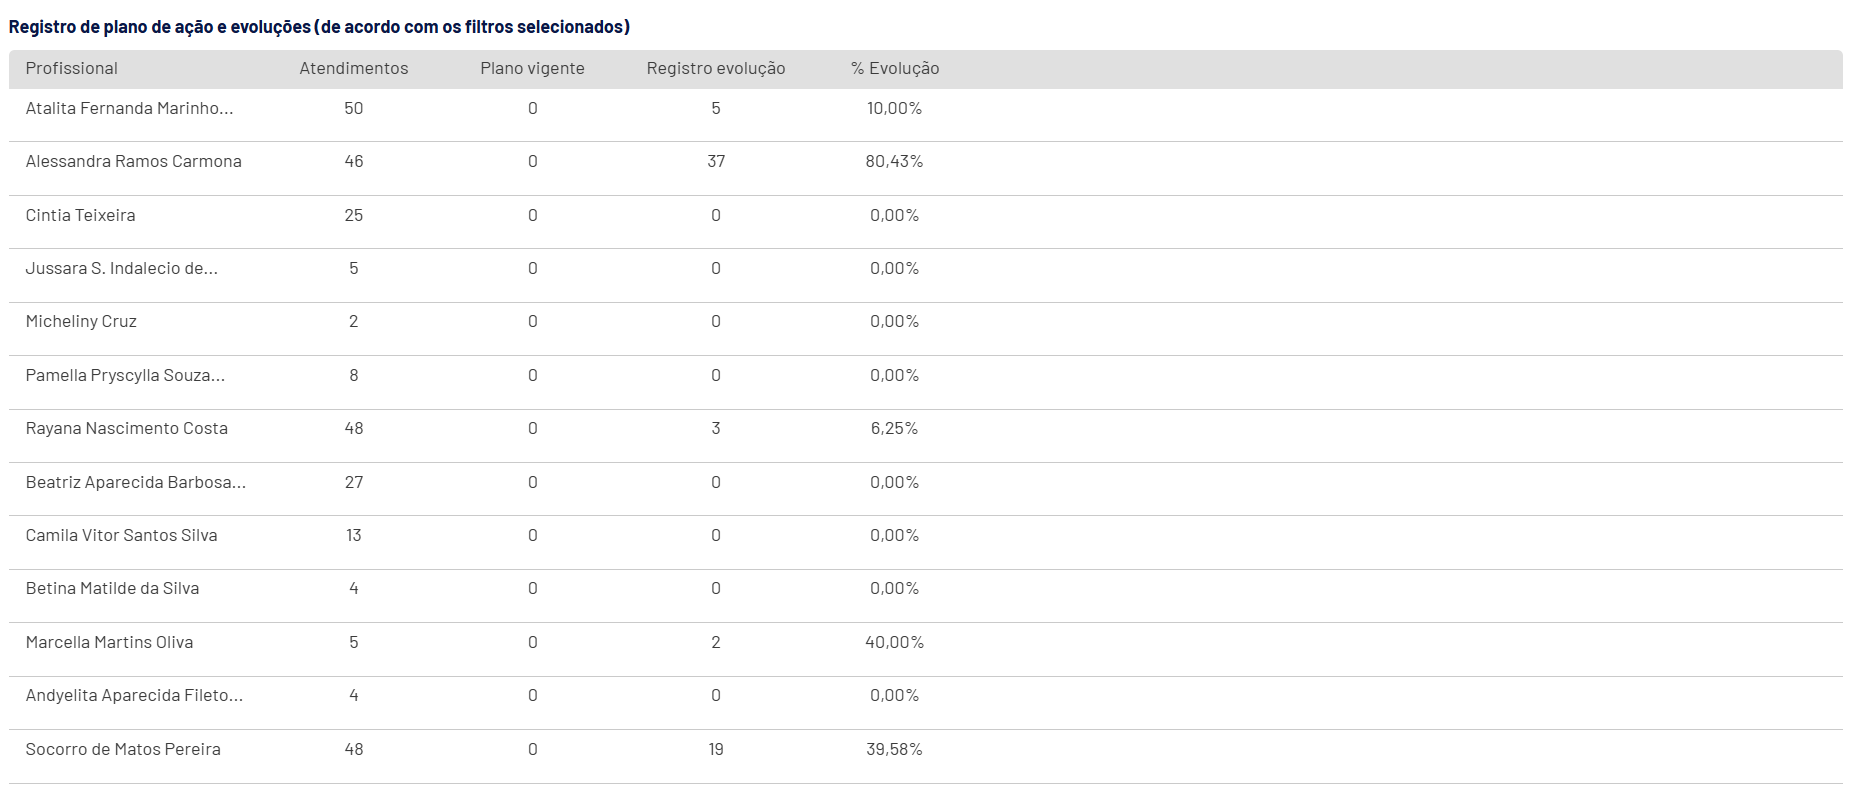 Registro de plano de ação e evoluções (de acordo com os filtros selecionados)
Profissional Atendimentos Plano vigente Registro evolução % Evolução
Atalita Fernanda Marinho... 50 0 5 10,00%
Alessandra Ramos Carmona 46 0 37 80,43%
Cintia Teixeira 25 0 0 0,00%
Jussara S. Indalecio de... 5 0 0 0,00%
Micheliny Cruz 2 0 0 0,00%
Pamella Pryscylla Souza... 8 0 0 0,00%
Rayana Nascimento Costa 48 0 3 6,25%
Beatriz Aparecida Barbosa... 27 0 0 0,00%
Camila Vitor Santos Silva 13 0 0 0,00%
Betina Matilde da Silva 4 0 0 0,00%
Marcella Martins Oliva 5 0 2 40,00%
Andyelita Aparecida Fileto... 4 0 0 0,00%
Socorro de Matos Pereira 48 0 19 39,58%